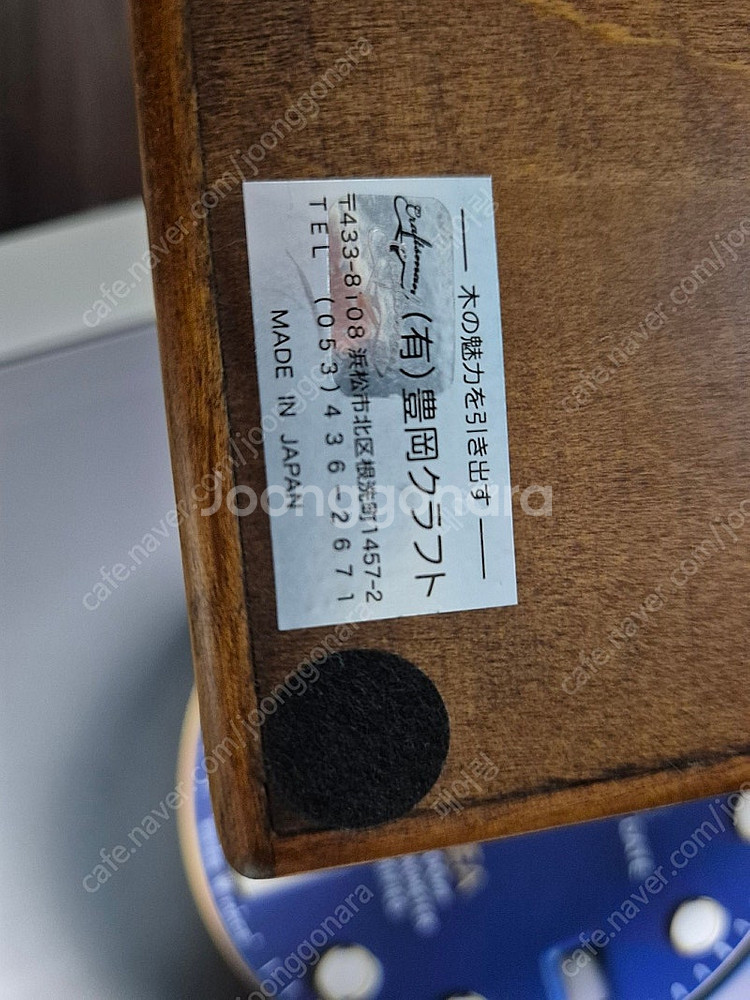 木の魅力を引き出す
Craftsman
(有)豊岡クラフト
〒433-8108 浜松市北区根洗町1457-2
TEL (053)436-2671
MADE IN JAPAN
Joonggonara
cafe.naver.com/joonggonara